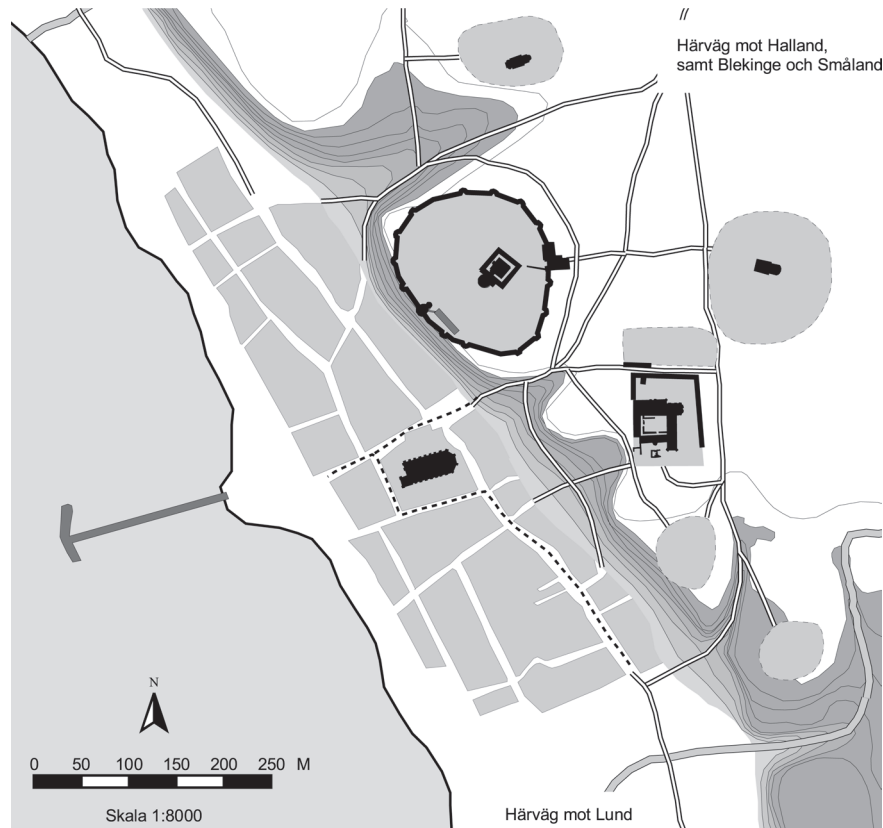 Härväg mot Halland,
samt Blekinge och Småland
N
0 50 100 150 200 250 M
Skala 1:8000
Härväg mot Lund